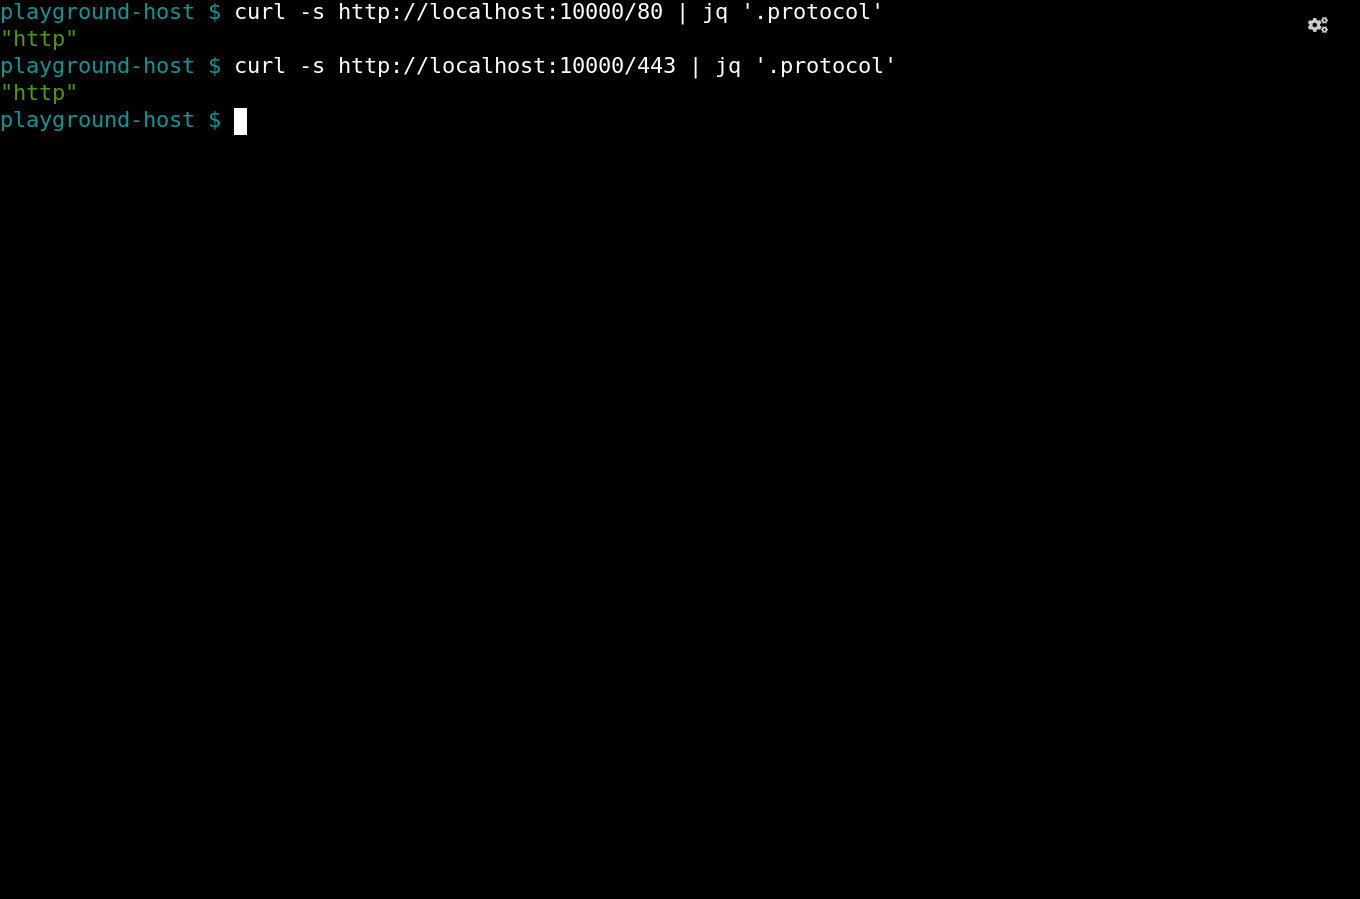 playground-host $ curl -s http://localhost:10000/80 | jq '.protocol'
"http"
playground-host $ curl -s http://localhost:10000/443 | jq '.protocol'
"http"
playground-host $